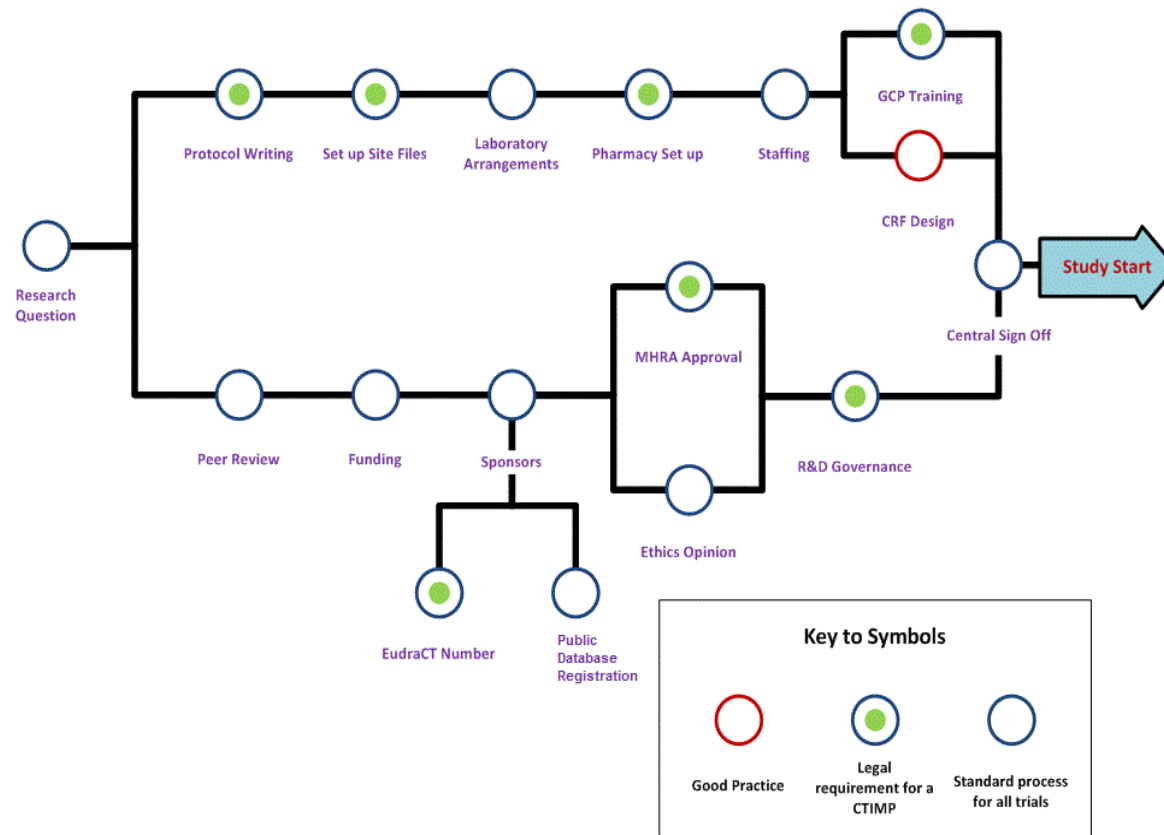 GCP Training
Protocol Writing
Set up Site Files
Laboratory
Arrangements
Pharmacy Set up
Staffing
CRF Design
Research
Question
Study Start
Central Sign Off
MHRA Approval
Peer Review
Funding
Sponsors
R&D Governance
Ethics Opinion
EudraCT Number
Public
Database
Registration
Key to Symbols
Good Practice
Legal
requirement for a
CTIMP
Standard process
for all trials